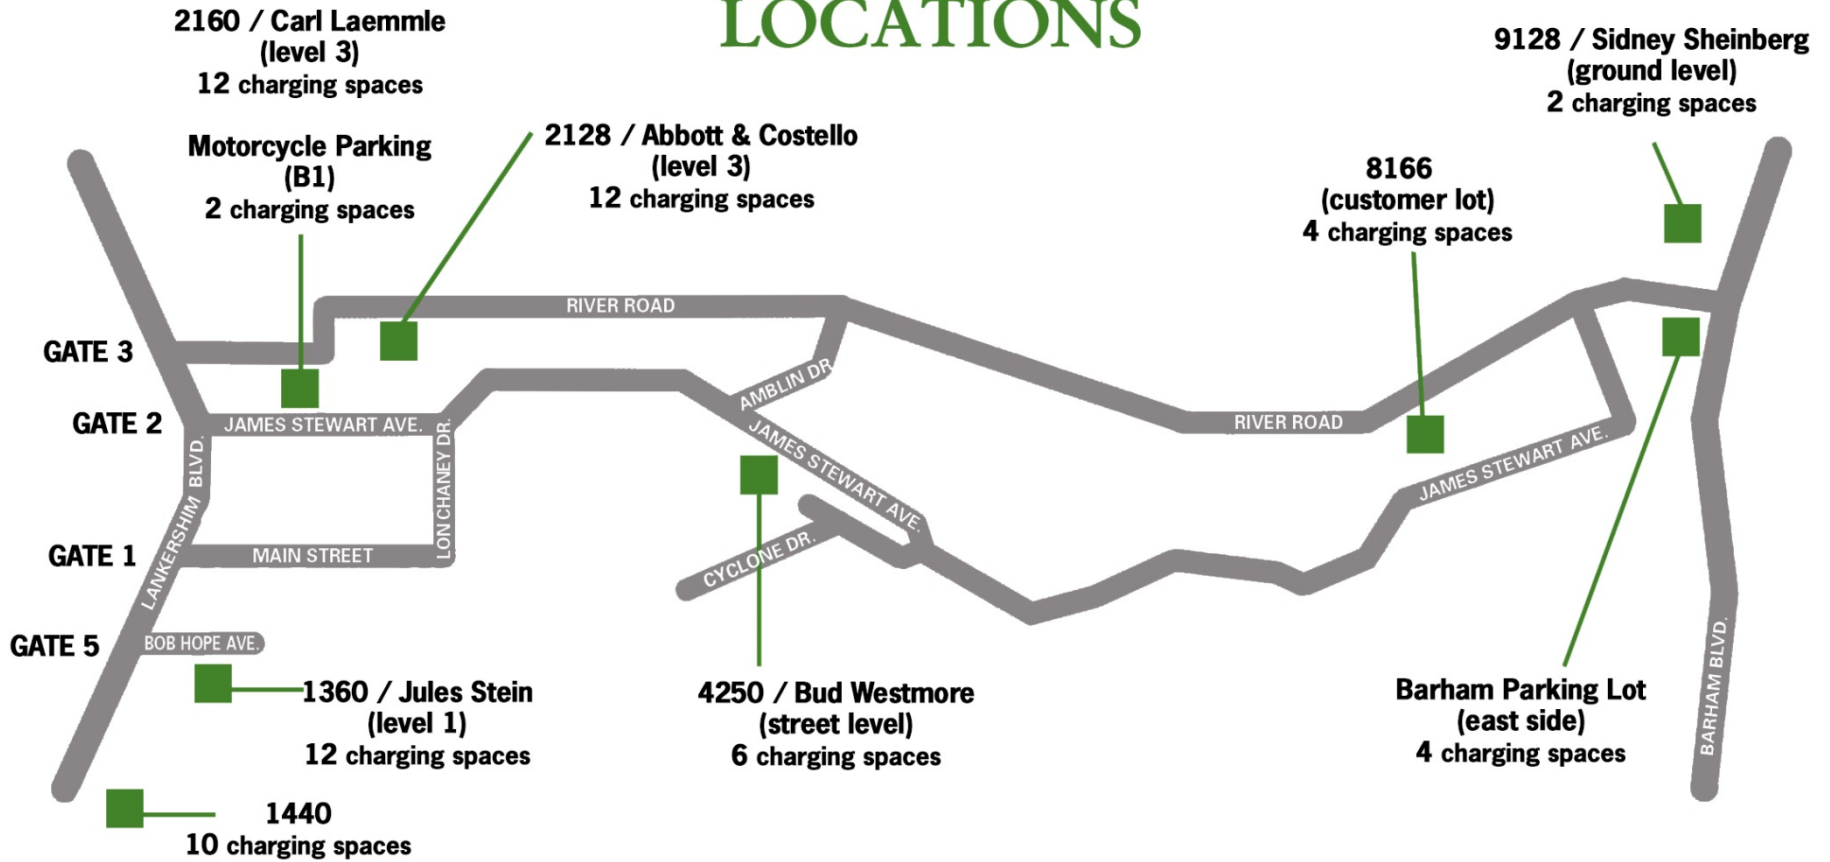 LOCATIONS
2160 / Carl Laemmle
(level 3)
12 charging spaces
Motorcycle Parking
(B1)
2 charging spaces
2128 / Abbott & Costello
(level 3)
12 charging spaces
9128 / Sidney Sheinberg
(ground level)
2 charging spaces
8166
(customer lot)
4 charging spaces
RIVER ROAD
GATE 3
AMBLIN DR
GATE 2
JAMES STEWART AVE.
LON CHANEY DR.
JAMES STEWART AVE.
RIVER ROAD
JAMES STEWART AVE.
LANKERSHIM BLVD.
GATE 1
MAIN STREET
CYCLONE DR.
GATE 5
BOB HOPE AVE.
BARHAM BLVD.
1360 / Jules Stein
(level 1)
12 charging spaces
4250 / Bud Westmore
(street level)
6 charging spaces
Barham Parking Lot
(east side)
4 charging spaces
1440
10 charging spaces